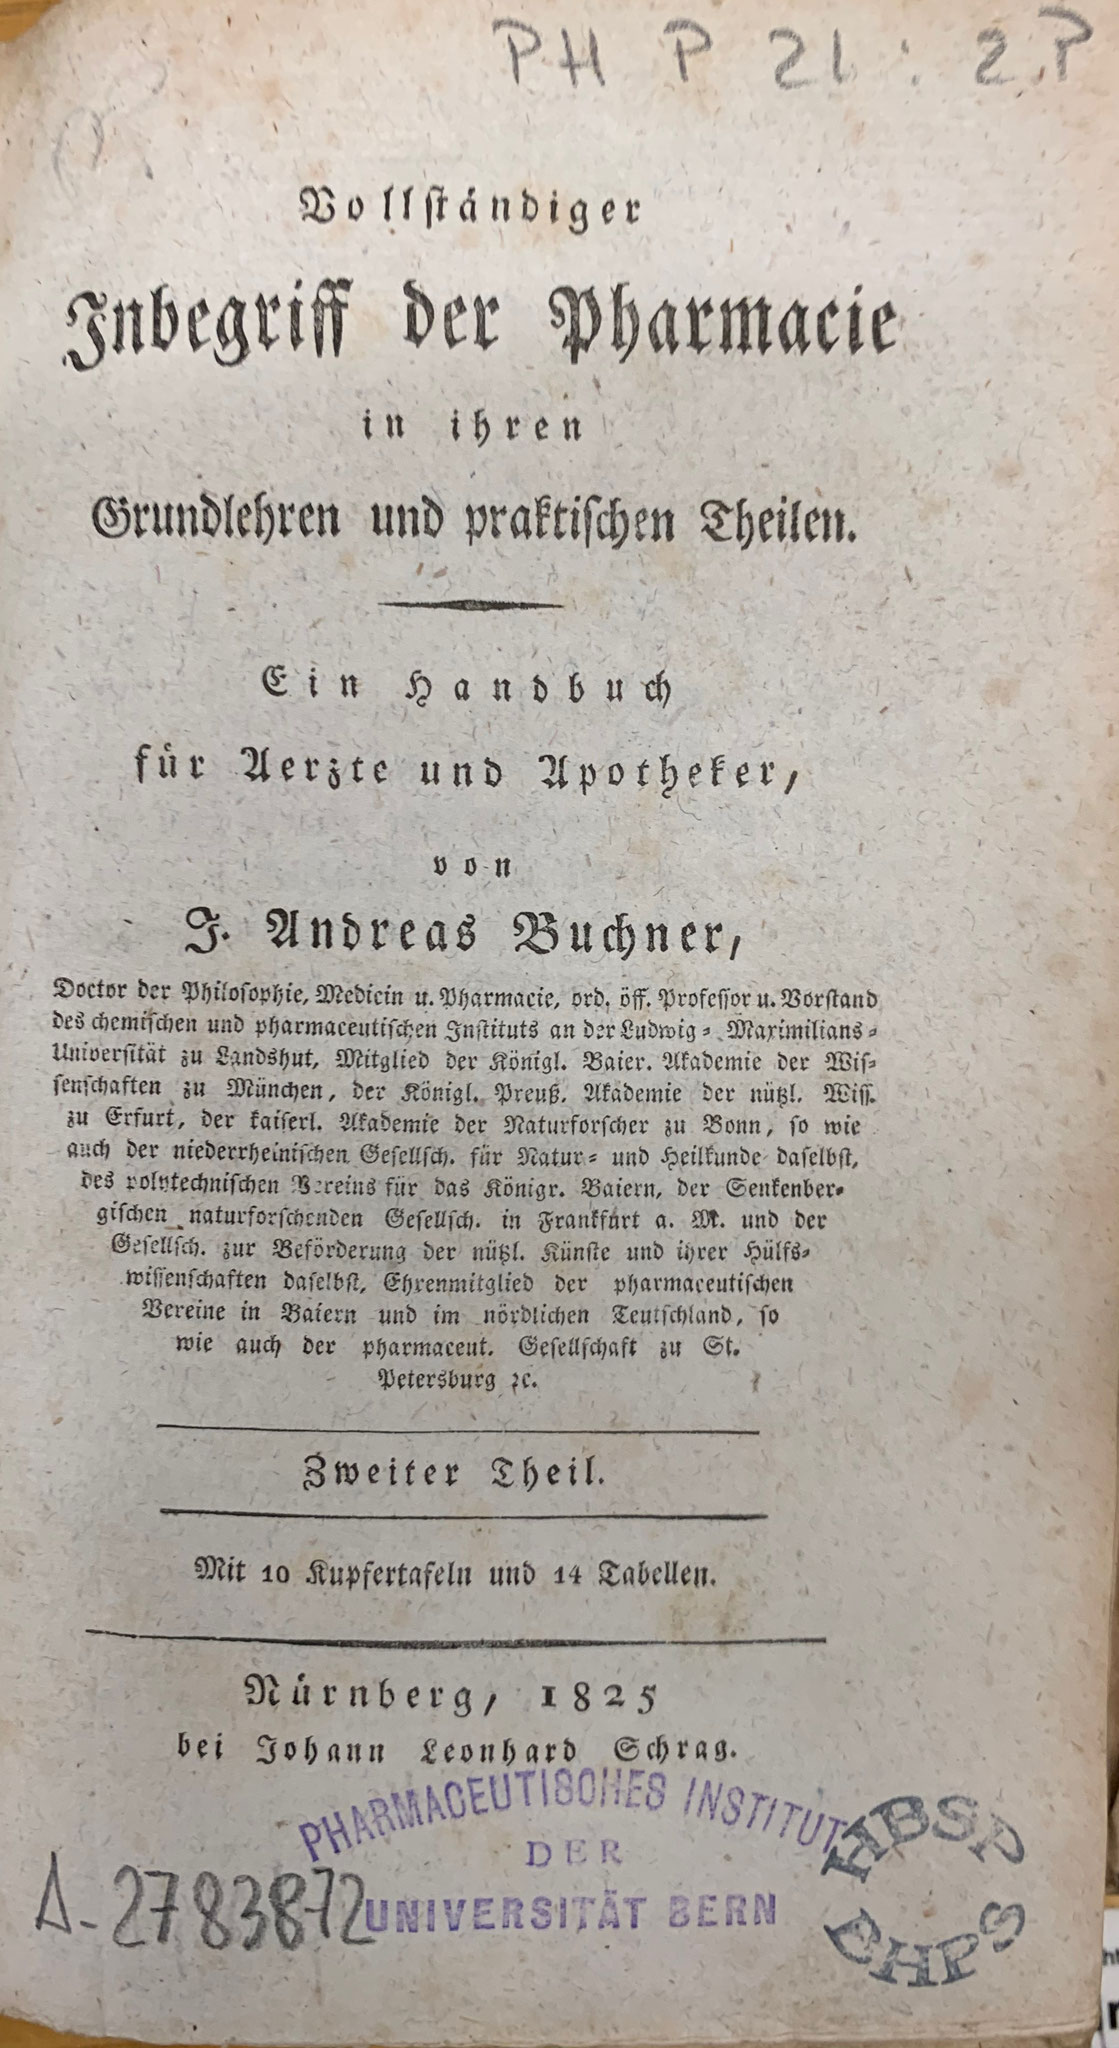 PH P 21 : 2 P
Vollständiger
Inbegriff der Pharmacie
in ihren
Grundlehren und praktischen Theilen.
Ein Handbuch
für Aerzte und Apotheker,
von
J. Andreas Buchner,
Doctor der Philosophie, Medicin u. Pharmacie, ord. öff. Professor u. Vorstand
des chemischen und pharmaceutischen Instituts an der Ludwig-Maximilians-
Universität zu Landshut, Mitglied der Königl. Baier. Akademie der Wis-
senschaften zu München, der Königl. Preuß. Akademie der nützl. Wiss.
zu Erfurt, der kaiserl. Akademie der Naturforscher zu Bonn, so wie
auch der niederrheinischen Gesellsch. für Natur- und Heilkunde daselbst,
des polytechnischen Vereins für das Königr. Baiern, der Senkenber-
gischen naturforschenden Gesellsch. in Frankfurt a. M. und der
Gesellsch. zur Beförderung der nützl. Künste und ihrer Hülfs-
wissenschaften daselbst, Ehrenmitglied der pharmaceutischen
Vereine in Baiern und im nördlichen Teutschland, so
wie auch der pharmaceut. Gesellschaft zu St.
Petersburg ꝛc.
Zweiter Theil.
Mit 10 Kupfertafeln und 14 Tabellen.
Nürnberg, 1825
bei Johann Leonhard Schrag.
PHARMACEUTISCHES INSTITUT
DER
UNIVERSITÄT BERN
A-2783872
HBSP
EHPS